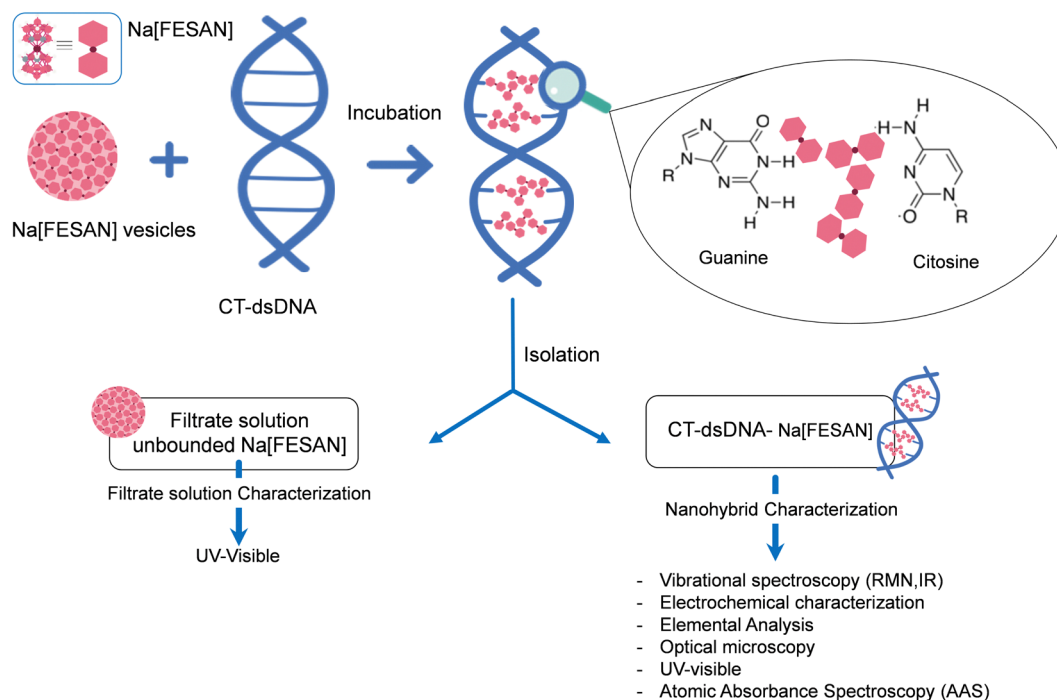 Na[FESAN]
Na[FESAN] vesicles
CT-dsDNA
Incubation
N
N
O
N
R
N
N-H
N-H
H
Guanine
H
H
N
N
O
N
R
Citosine
Isolation
Filtrate solution
unbounded Na[FESAN]
Filtrate solution Characterization
UV-Visible
CT-dsDNA- Na[FESAN]
Nanohybrid Characterization
- Vibrational spectroscopy (RMN,IR)
- Electrochemical characterization
- Elemental Analysis
- Optical microscopy
- UV-visible
- Atomic Absorbance Spectroscopy (AAS)